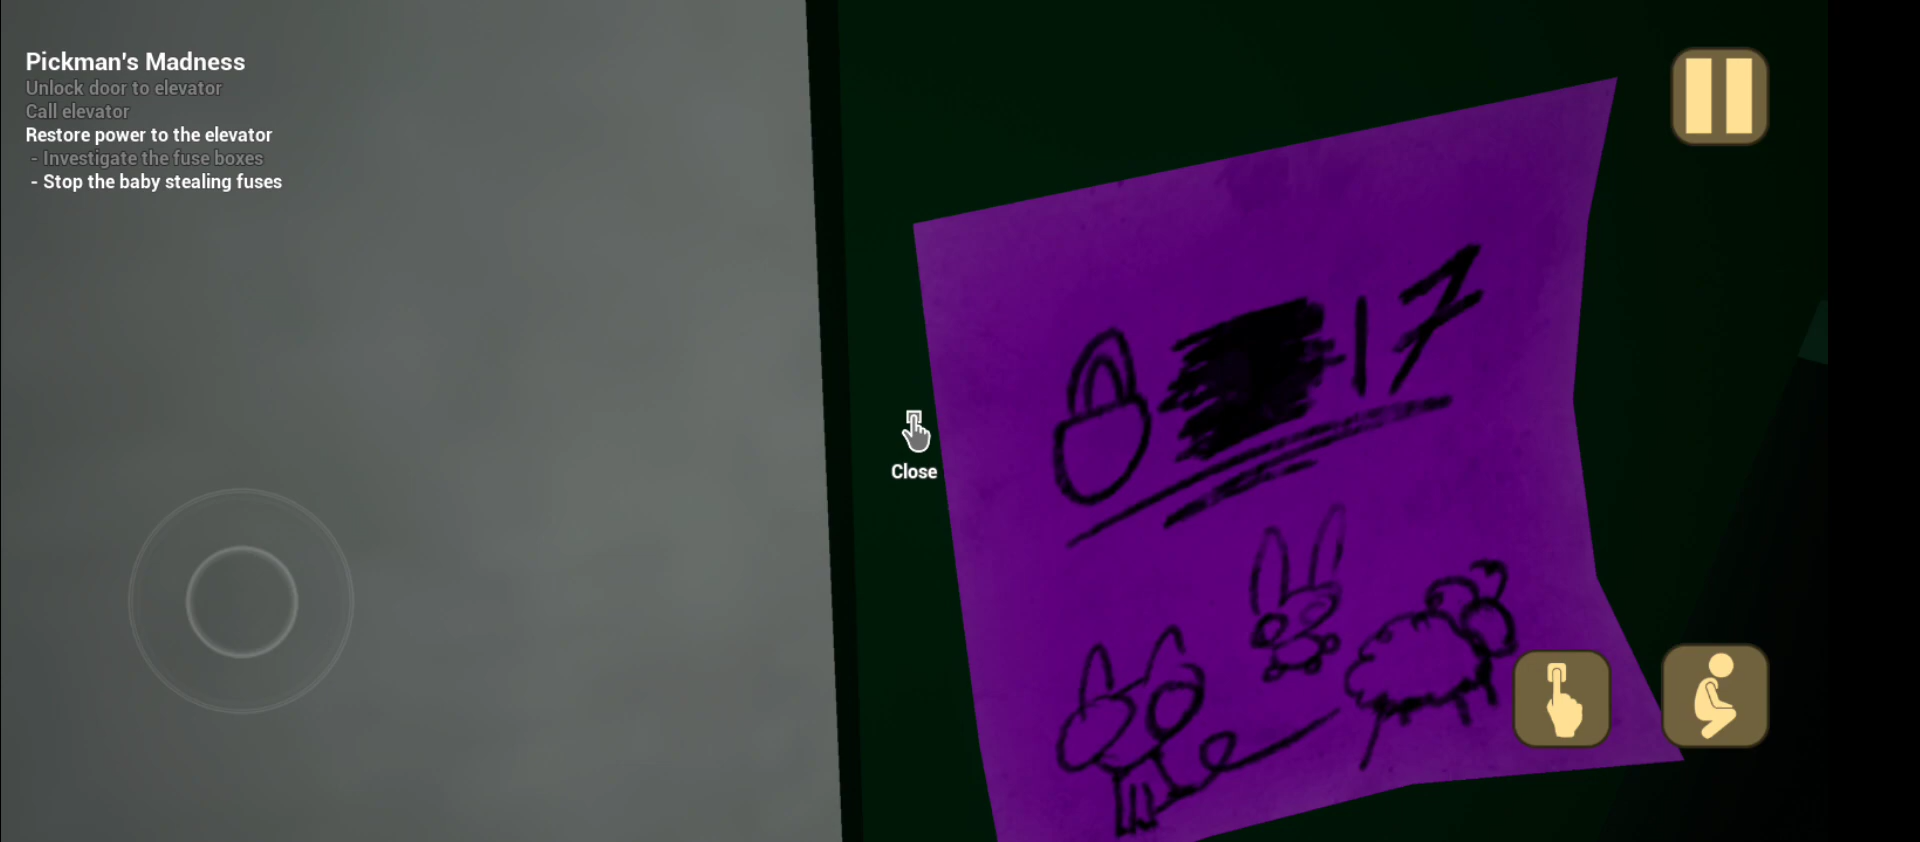 Pickman's Madness
Unlock door to elevator
Call elevator
Restore power to the elevator
- Investigate the fuse boxes
- Stop the baby stealing fuses
17
Close